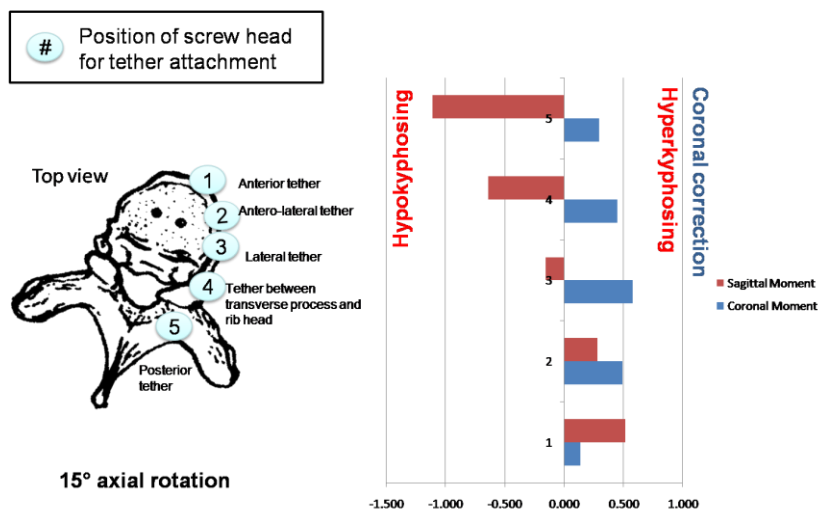 # Position of screw head
for tether attachment
Top view
1 Anterior tether
2 Antero-lateral tether
3 Lateral tether
4 Tether between
transverse process and
rib head
5
Posterior
tether
15° axial rotation
Hypokyphosing
Hyperkyphosing
Coronal correction
5
4
3
2
1
-1.500 -1.000 -0.500 0.000 0.500 1.000
Sagittal Moment
Coronal Moment